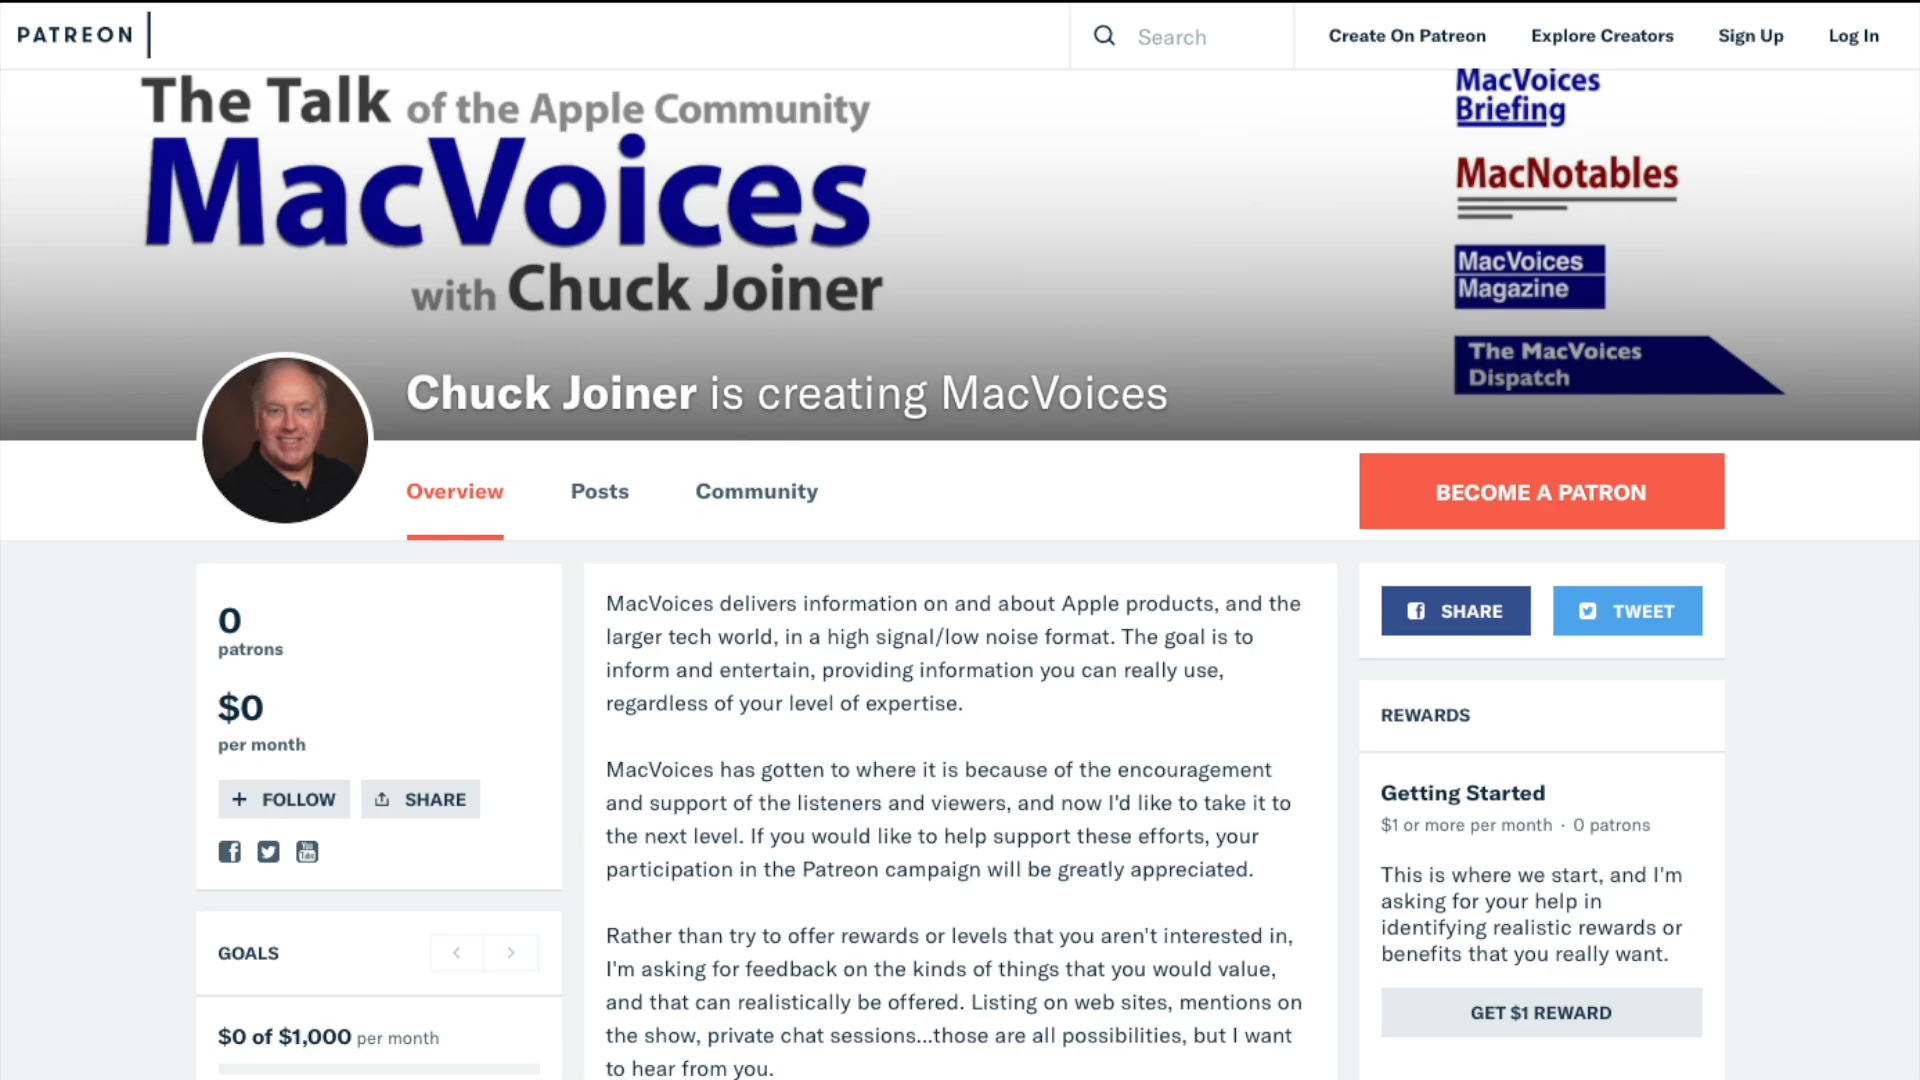 PATREON
Search
Create On Patreon
Explore Creators
Sign Up
Log In
The Talk of the Apple Community
MacVoices
with Chuck Joiner
MacVoices
Briefing
MacNotables
MacVoices
Magazine
The MacVoices
Dispatch
Chuck Joiner is creating MacVoices
Overview
Posts
Community
BECOME A PATRON
0
patrons
$0
per month
+ FOLLOW
SHARE
You
Tube
GOALS
$0 of $1,000 per month
MacVoices delivers information on and about Apple products, and the
larger tech world, in a high signal/low noise format. The goal is to
inform and entertain, providing information you can really use,
regardless of your level of expertise.
MacVoices has gotten to where it is because of the encouragement
and support of the listeners and viewers, and now I'd like to take it to
the next level. If you would like to help support these efforts, your
participation in the Patreon campaign will be greatly appreciated.
Rather than try to offer rewards or levels that you aren't interested in,
I'm asking for feedback on the kinds of things that you would value,
and that can realistically be offered. Listing on web sites, mentions on
the show, private chat sessions...those are all possibilities, but I want
to hear from you.
SHARE
TWEET
REWARDS
Getting Started
$1 or more per month · 0 patrons
This is where we start, and I'm
asking for your help in
identifying realistic rewards or
benefits that you really want.
GET $1 REWARD